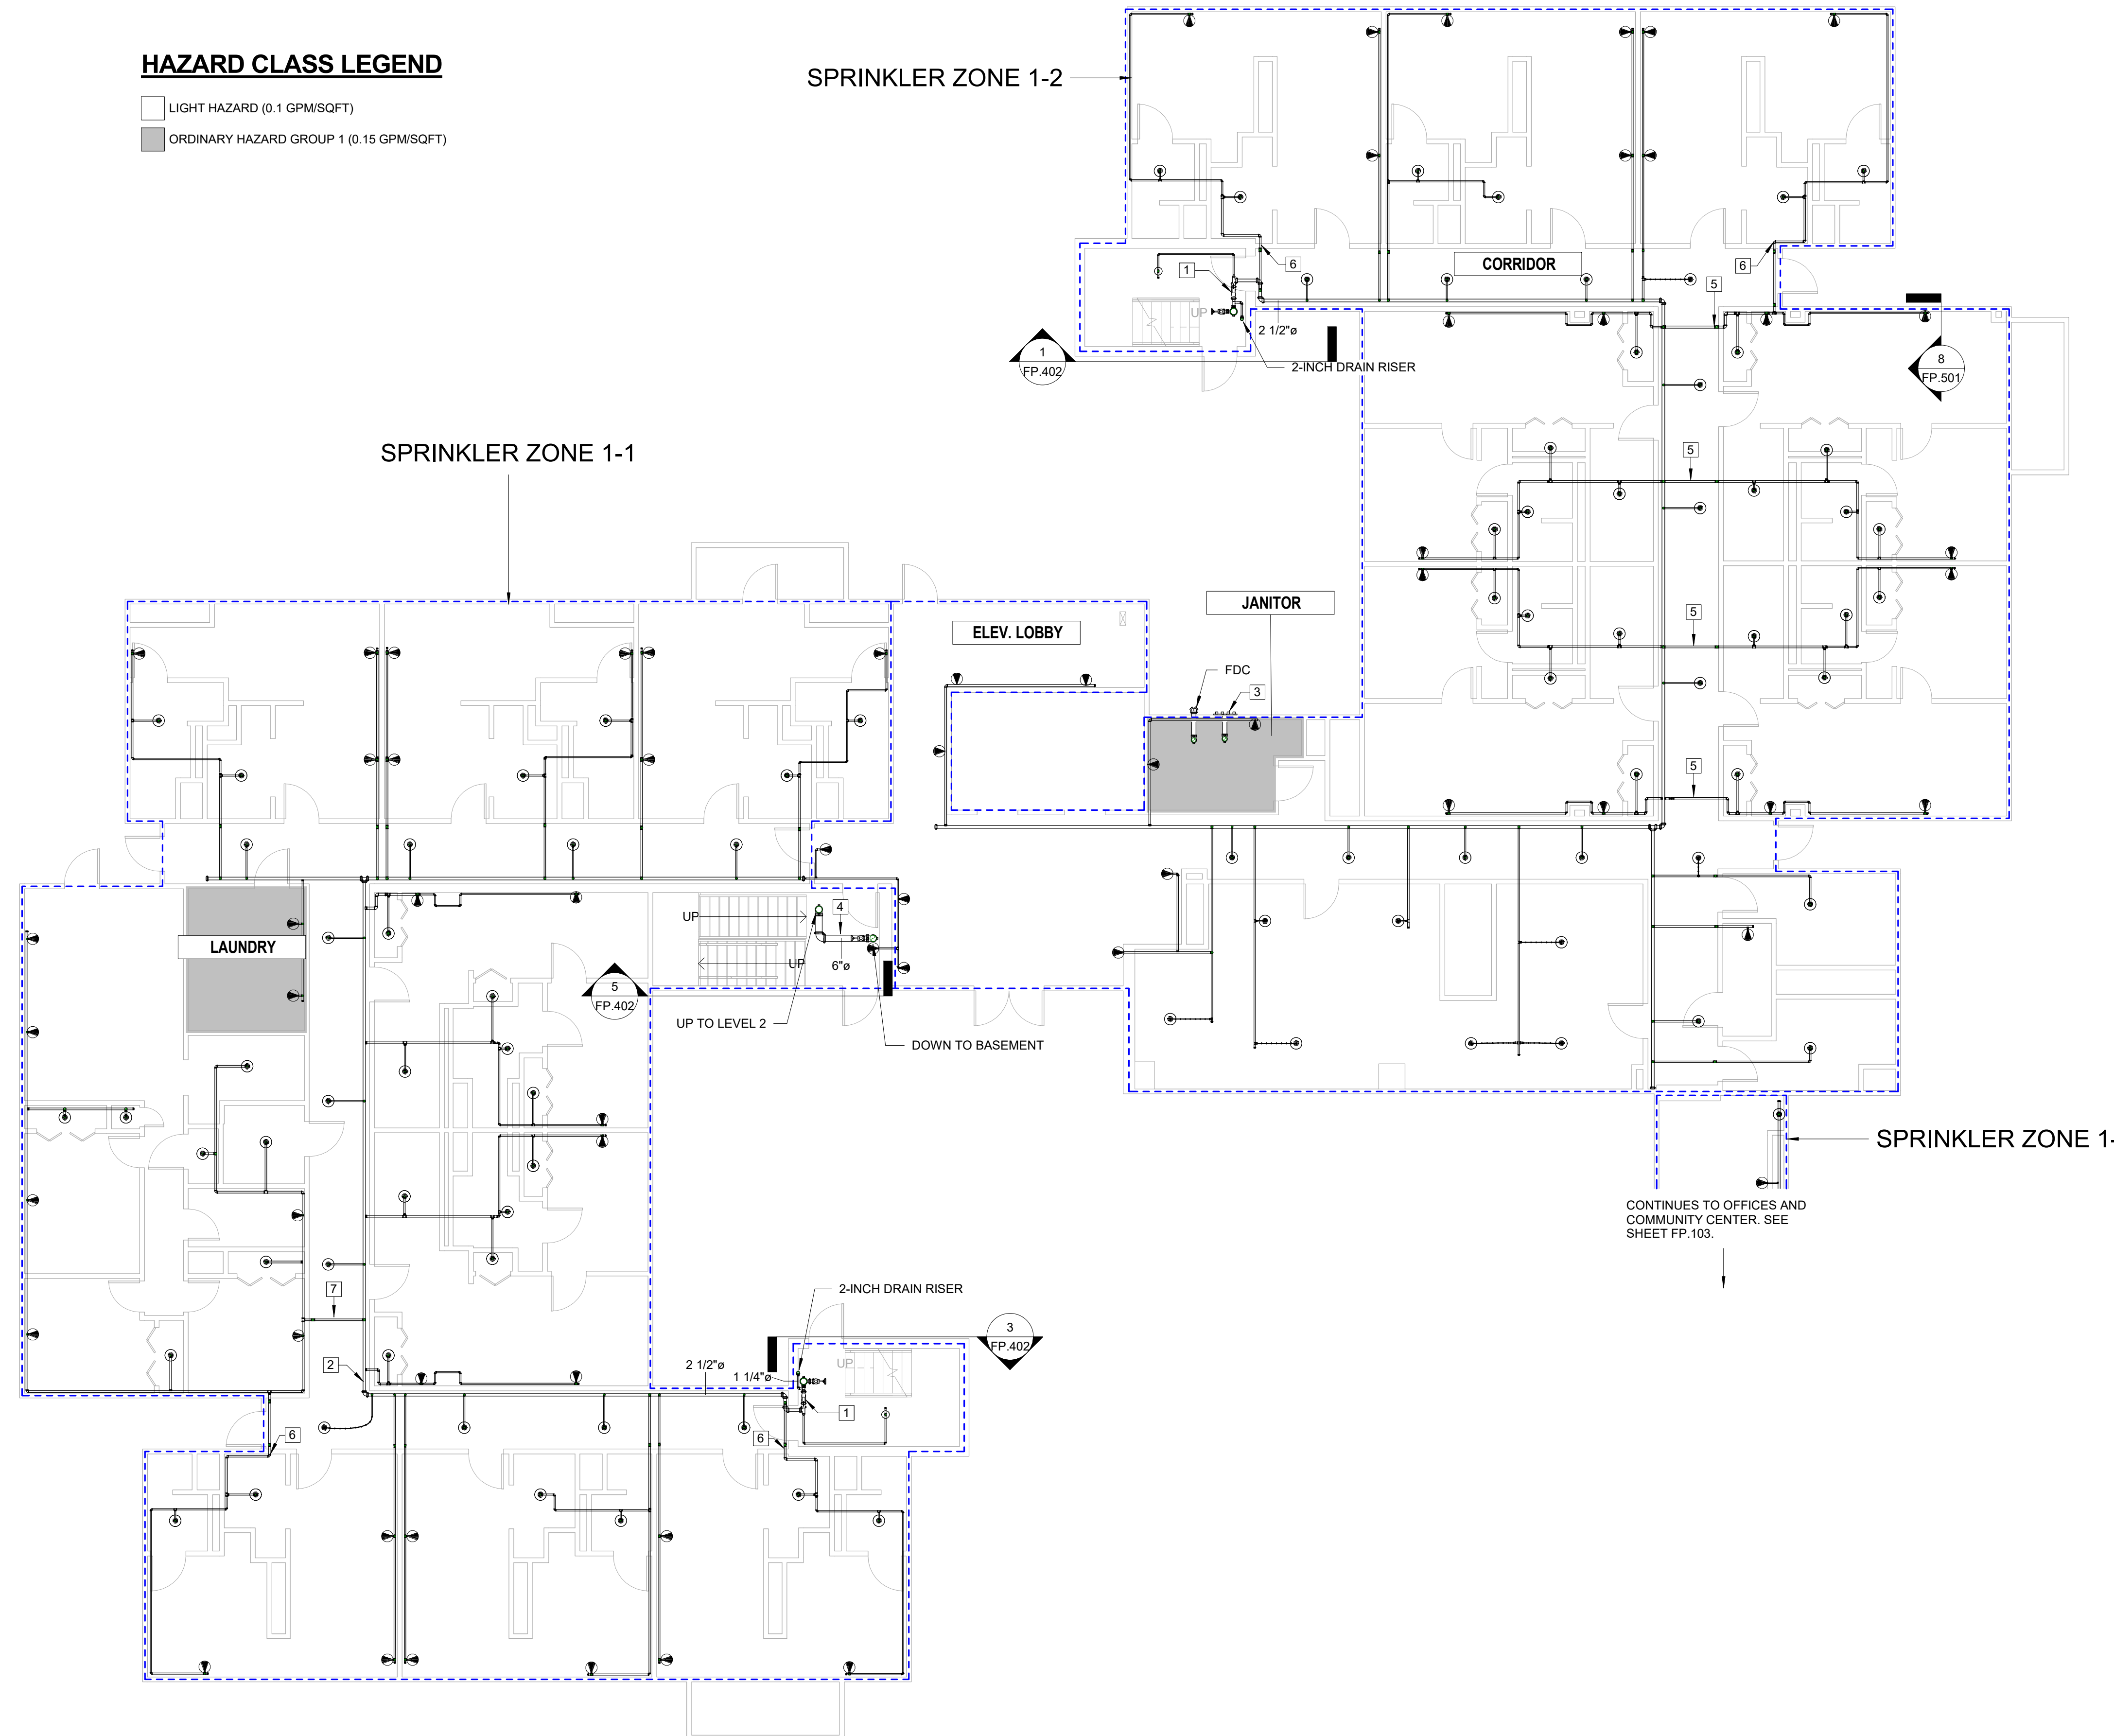 HAZARD CLASS LEGEND
LIGHT HAZARD (0.1 GPM/SQFT)
ORDINARY HAZARD GROUP 1 (0.15 GPM/SQFT)
SPRINKLER ZONE 1-2
1
6
CORRIDOR
6
5
UP
2 1/2"ø
1
FP.402
2-INCH DRAIN RISER
8
FP.501
SPRINKLER ZONE 1-1
5
JANITOR
ELEV. LOBBY
5
FDC
3
5
UP
4
LAUNDRY
UP
6"ø
5
FP.402
UP TO LEVEL 2
DOWN TO BASEMENT
SPRINKLER ZONE 1-
CONTINUES TO OFFICES AND
COMMUNITY CENTER. SEE
SHEET FP.103.
7
2-INCH DRAIN RISER
3
FP.402
2
2 1/2"ø
UP
1 1/4"ø
1
6
6